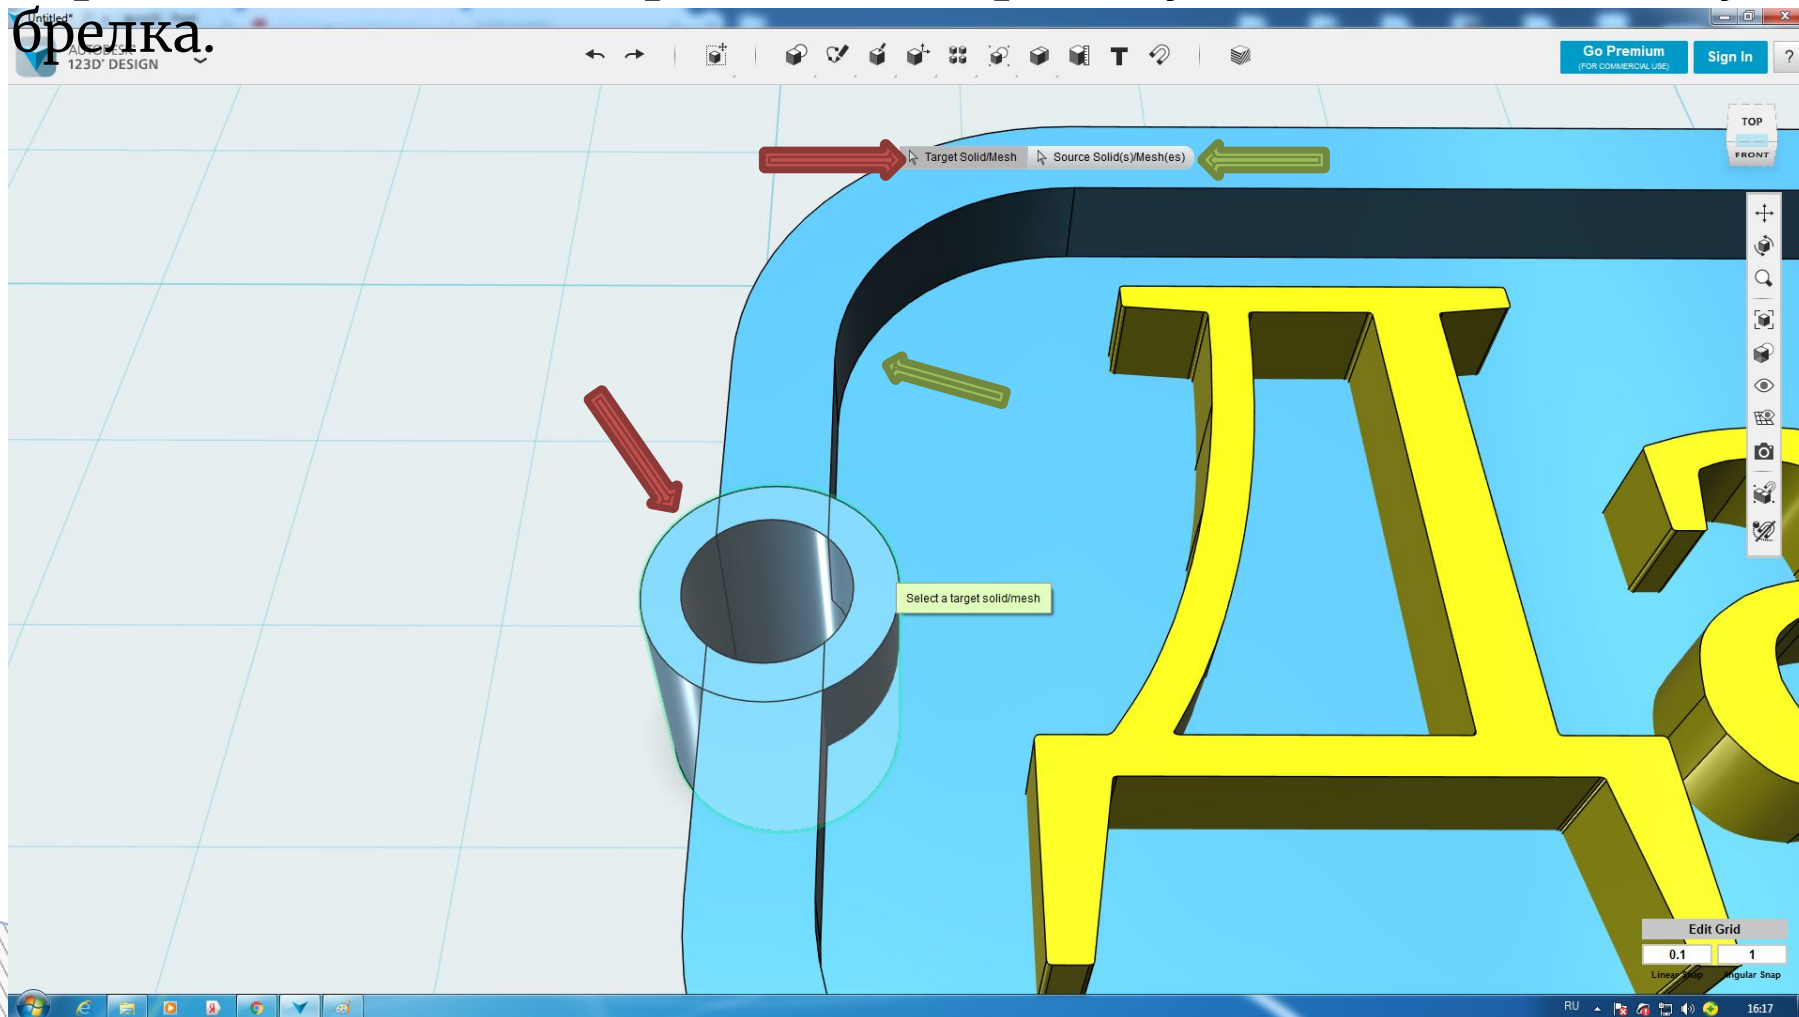 брелка.
Untitled*
AUTODESK®
123D® DESIGN
Go Premium
(FOR COMMERCIAL USE)
Sign In
?
T
TOP
FRONT
Target Solid/Mesh
Source Solid(s)/Mesh(es)
Select a target solid/mesh
Edit Grid
0.1
1
Linear Snap
Angular Snap
RU
16:17